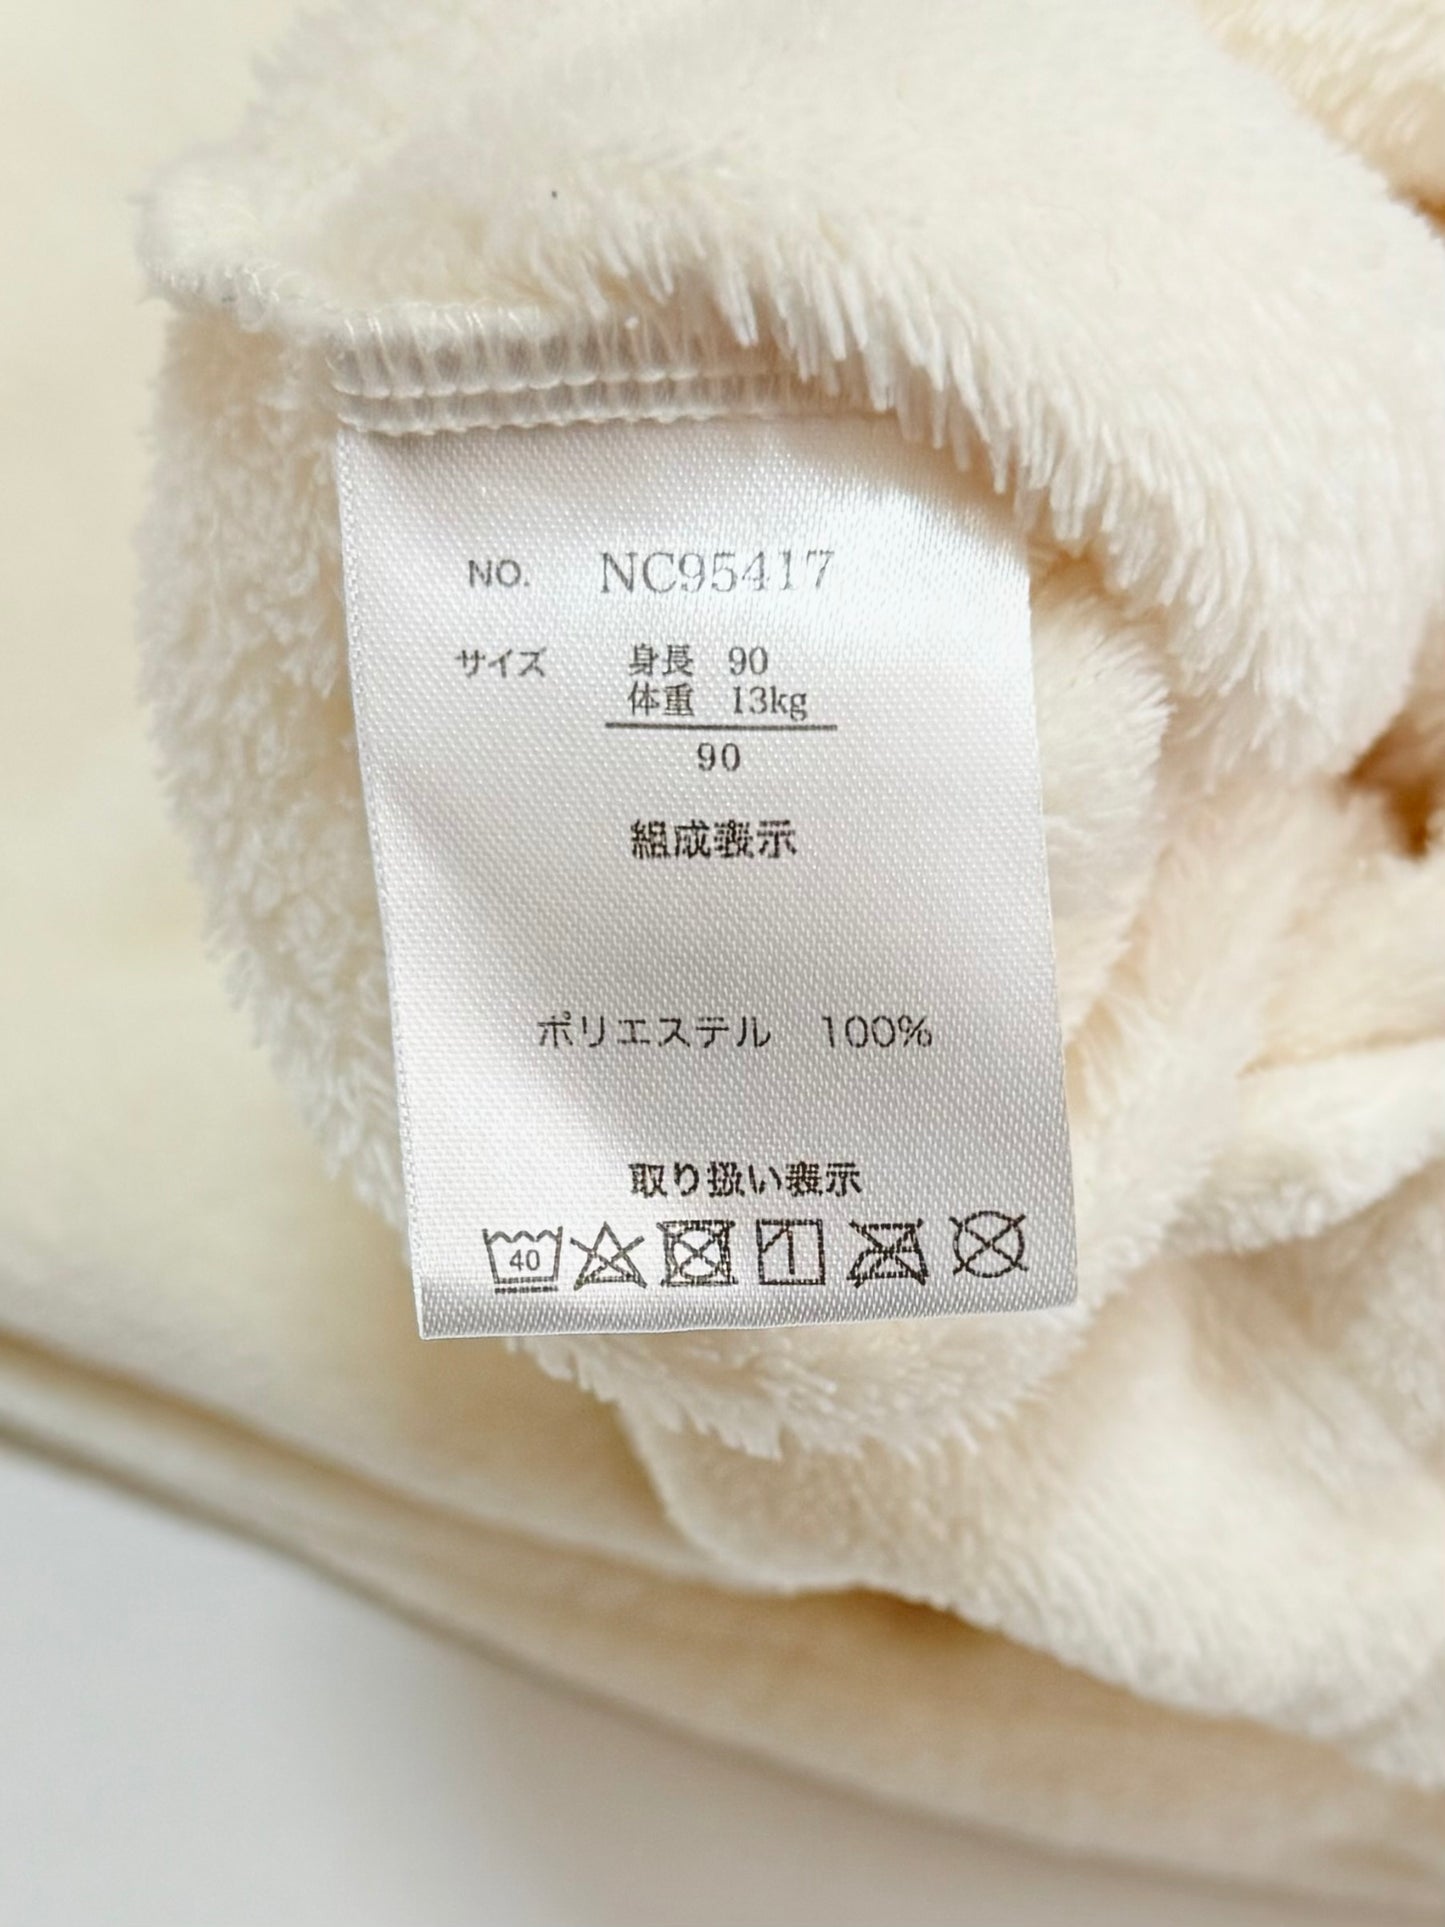 NO. NC95417
サイズ 身長 90
体重 13kg
90
組成表示
ポリエステル 100%
取り扱い表示
40